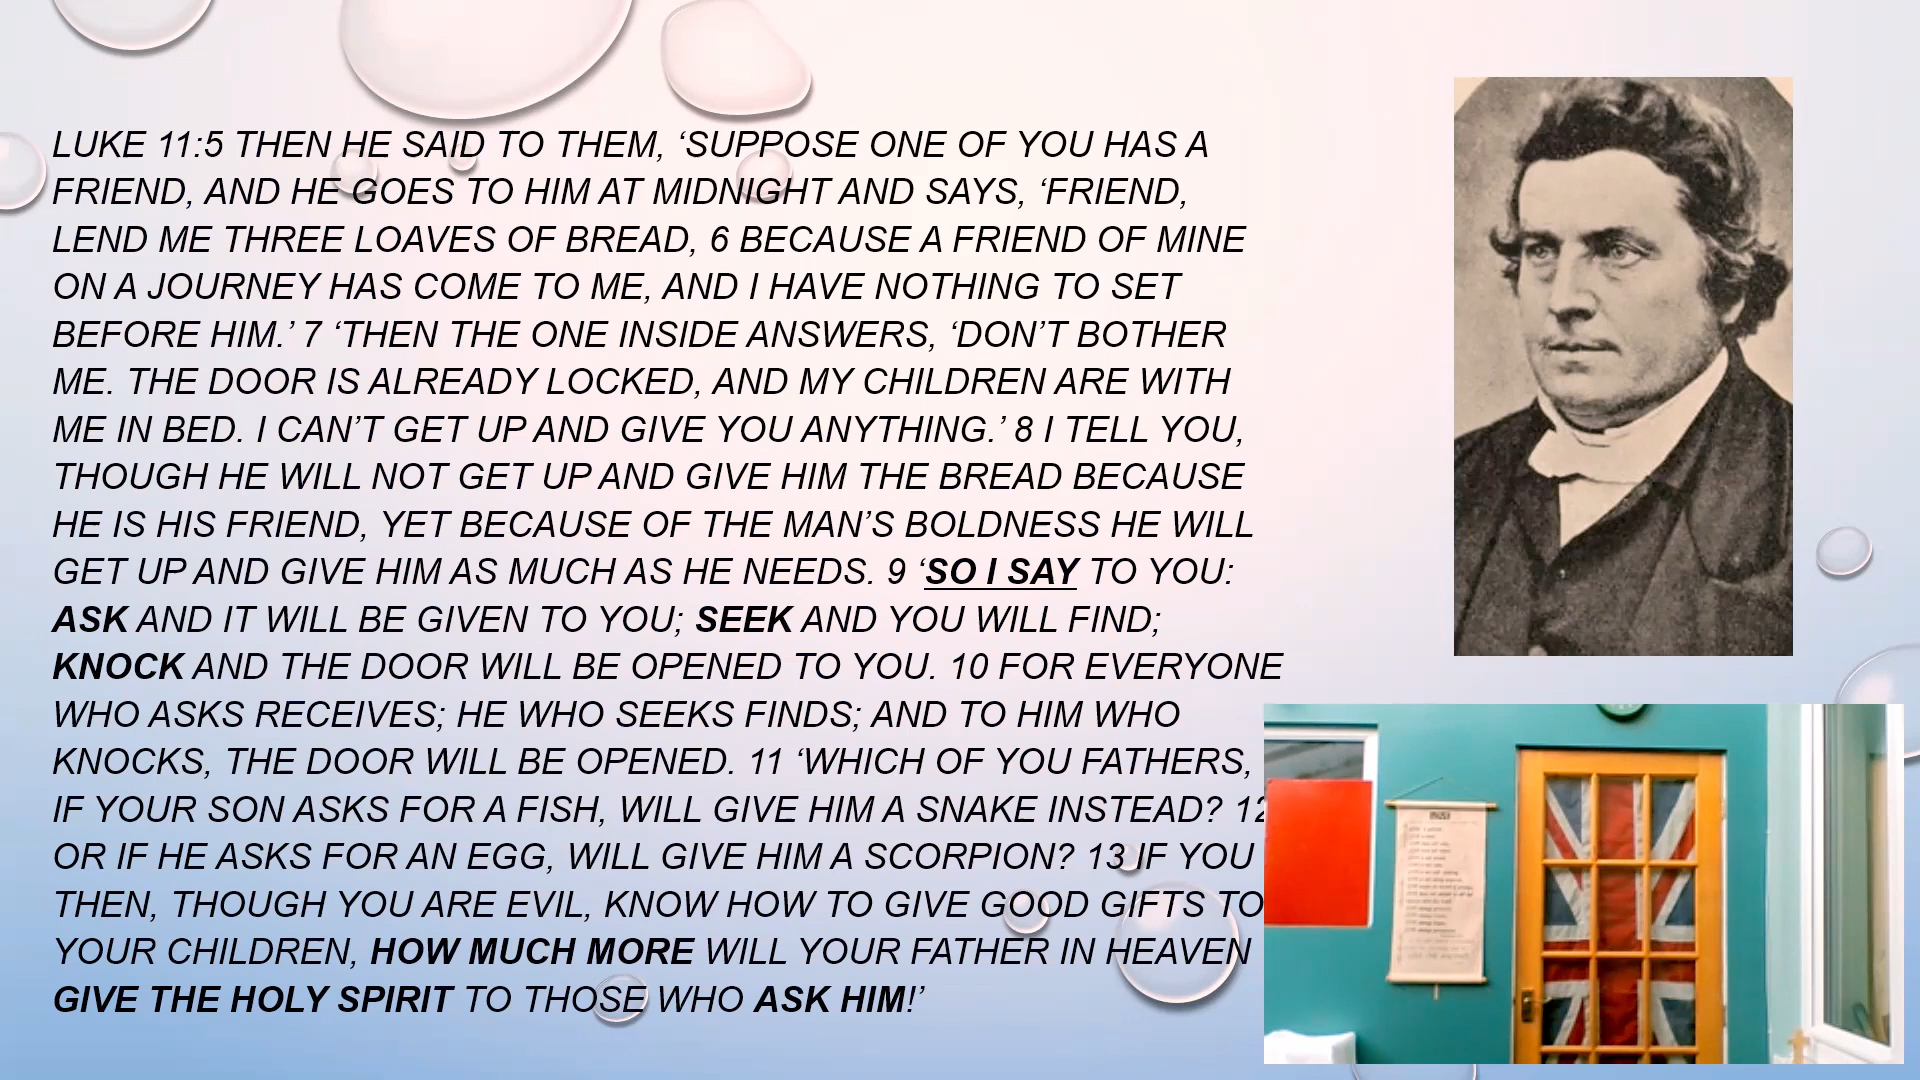 LUKE 11:5 THEN HE SAID TO THEM, ‘SUPPOSE ONE OF YOU HAS A
FRIEND, AND HE GOES TO HIM AT MIDNIGHT AND SAYS, ‘FRIEND,
LEND ME THREE LOAVES OF BREAD, 6 BECAUSE A FRIEND OF MINE
ON A JOURNEY HAS COME TO ME, AND I HAVE NOTHING TO SET
BEFORE HIM.’ 7 ‘THEN THE ONE INSIDE ANSWERS, ‘DON’T BOTHER
ME. THE DOOR IS ALREADY LOCKED, AND MY CHILDREN ARE WITH
ME IN BED. I CAN’T GET UP AND GIVE YOU ANYTHING.’ 8 I TELL YOU,
THOUGH HE WILL NOT GET UP AND GIVE HIM THE BREAD BECAUSE
HE IS HIS FRIEND, YET BECAUSE OF THE MAN’S BOLDNESS HE WILL
GET UP AND GIVE HIM AS MUCH AS HE NEEDS. 9 ‘SO I SAY TO YOU:
ASK AND IT WILL BE GIVEN TO YOU; SEEK AND YOU WILL FIND;
KNOCK AND THE DOOR WILL BE OPENED TO YOU. 10 FOR EVERYONE
WHO ASKS RECEIVES; HE WHO SEEKS FINDS; AND TO HIM WHO
KNOCKS, THE DOOR WILL BE OPENED. 11 ‘WHICH OF YOU FATHERS,
IF YOUR SON ASKS FOR A FISH, WILL GIVE HIM A SNAKE INSTEAD? 12
OR IF HE ASKS FOR AN EGG, WILL GIVE HIM A SCORPION? 13 IF YOU
THEN, THOUGH YOU ARE EVIL, KNOW HOW TO GIVE GOOD GIFTS TO
YOUR CHILDREN, HOW MUCH MORE WILL YOUR FATHER IN HEAVEN
GIVE THE HOLY SPIRIT TO THOSE WHO ASK HIM!’
LOVE